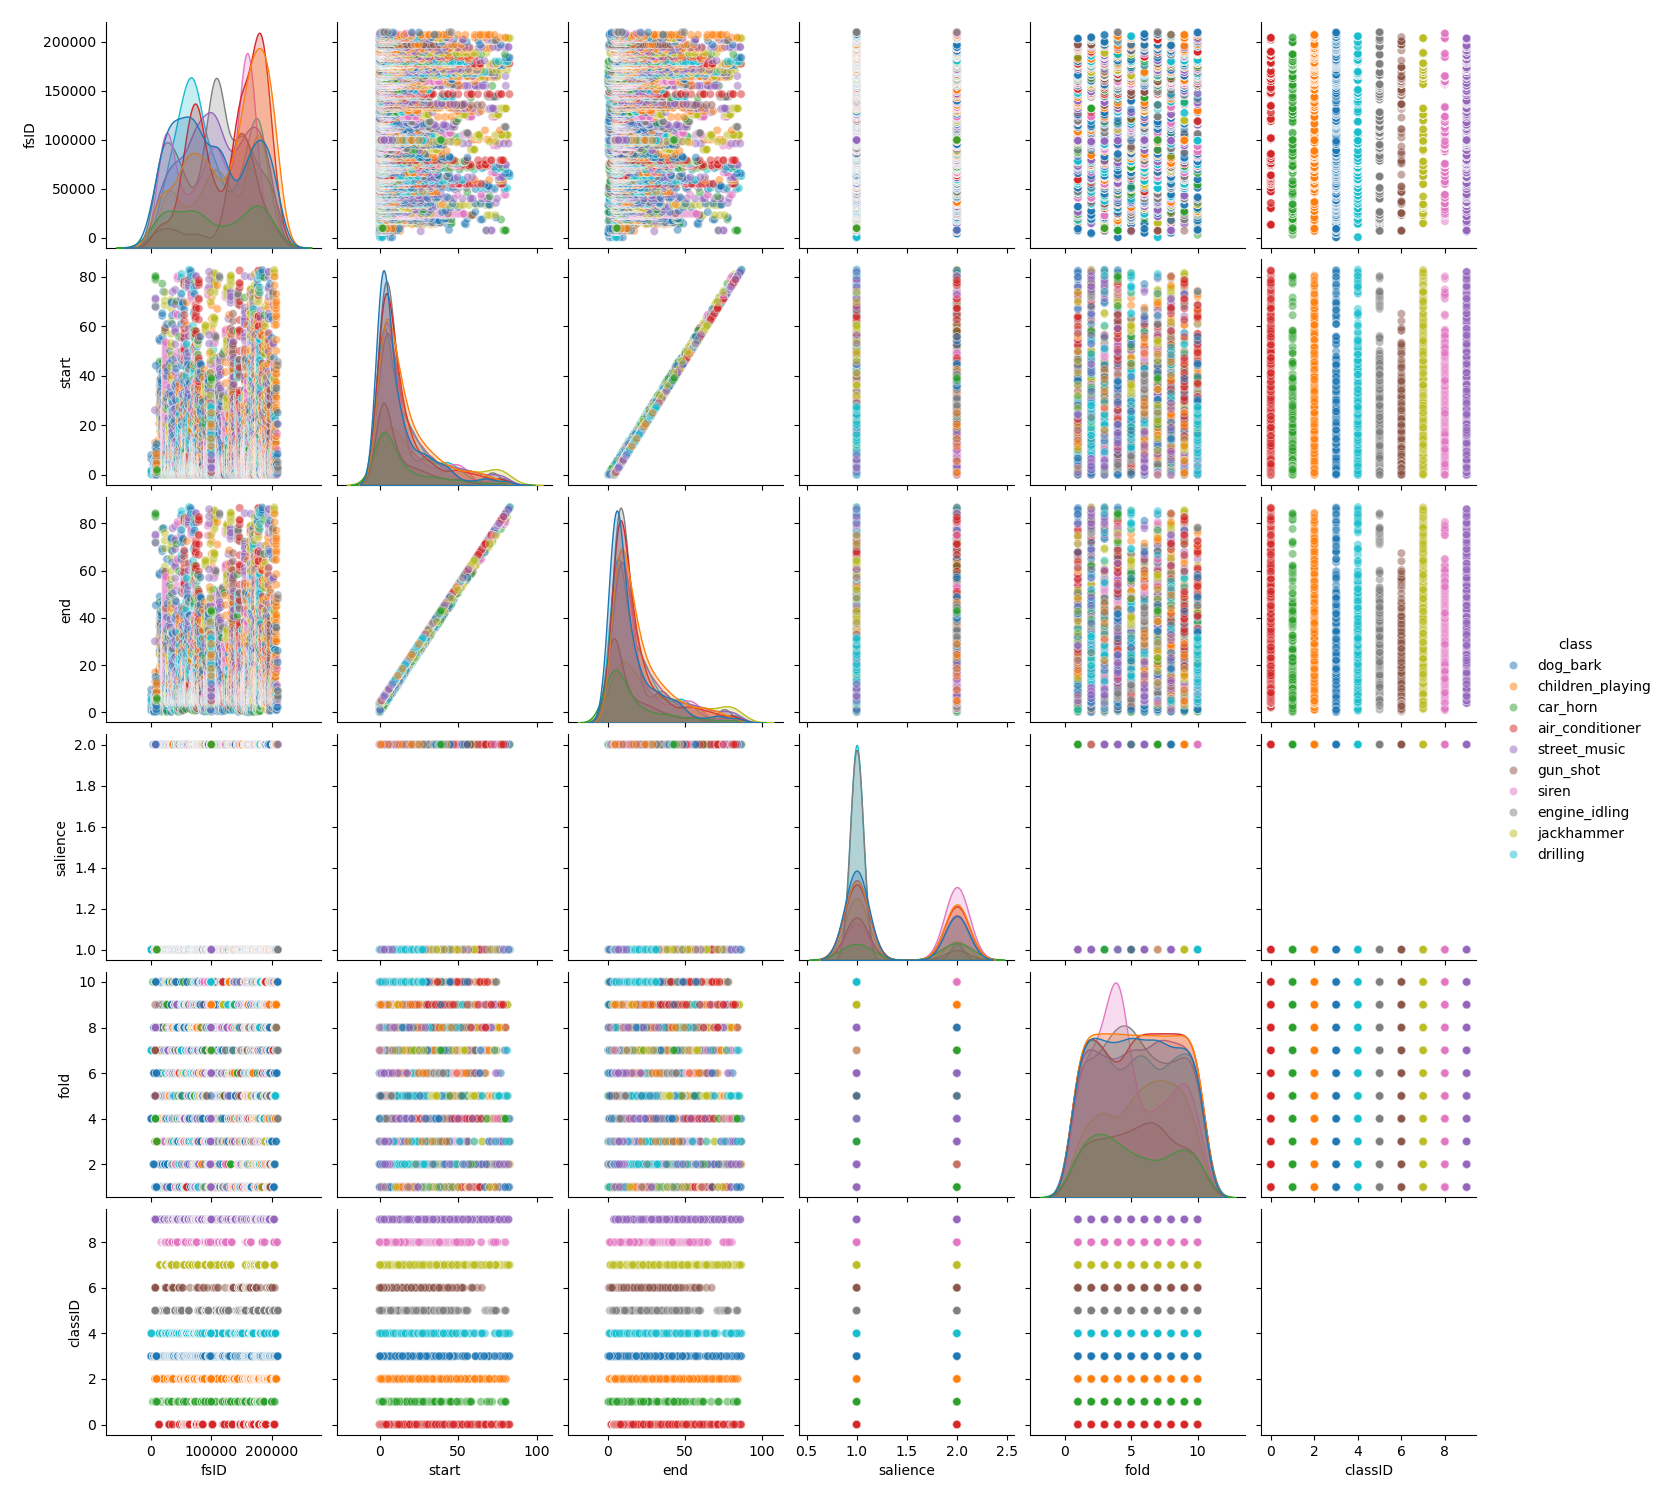 200000
150000
100000
50000
0
fsID
80
60
40
20
0
start
80
60
40
20
0
end
2.0
1.8
1.6
1.4
1.2
1.0
salience
10
8
6
4
2
fold
8
6
4
2
0
classID
0 100000 200000
fsID
0 50 100
start
0 50 100
end
0.5 1.0 1.5 2.0 2.5
salience
0 5 10
fold
0 2 4 6 8
classID
class
dog_bark
children_playing
car_horn
air_conditioner
street_music
gun_shot
siren
engine_idling
jackhammer
drilling